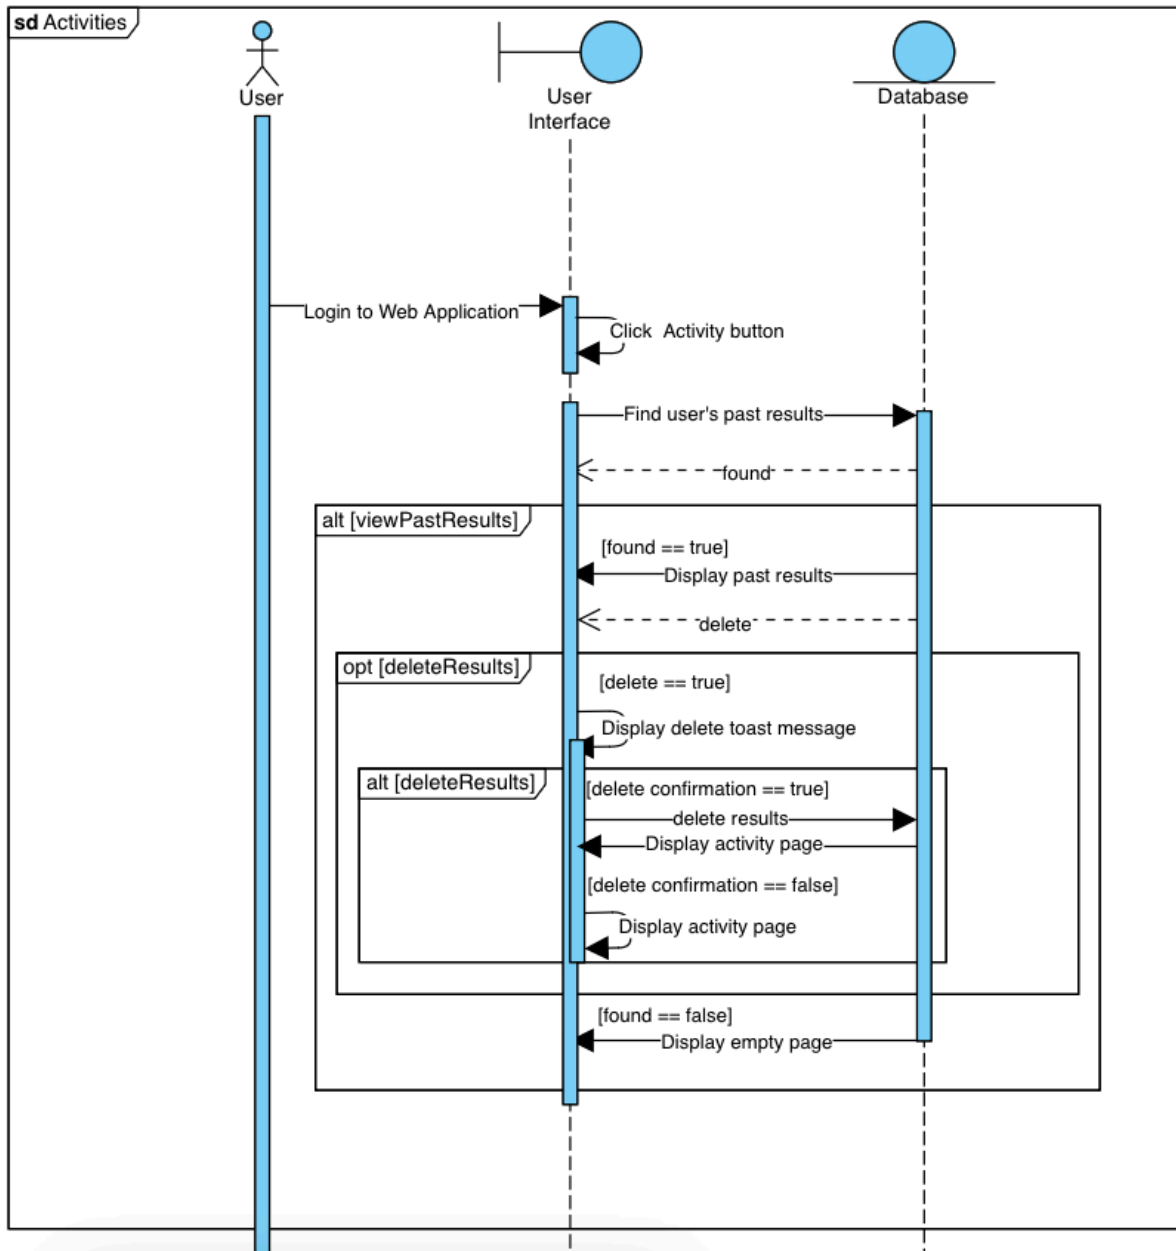 sd Activities
User
User
Interface
Database
Login to Web Application
Click Activity button
Find user's past results
found
alt [viewPastResults]
[found == true]
Display past results
delete
opt [deleteResults]
[delete == true]
Display delete toast message
alt [deleteResults]
[delete confirmation == true]
delete results
Display activity page
[delete confirmation == false]
Display activity page
[found == false]
Display empty page